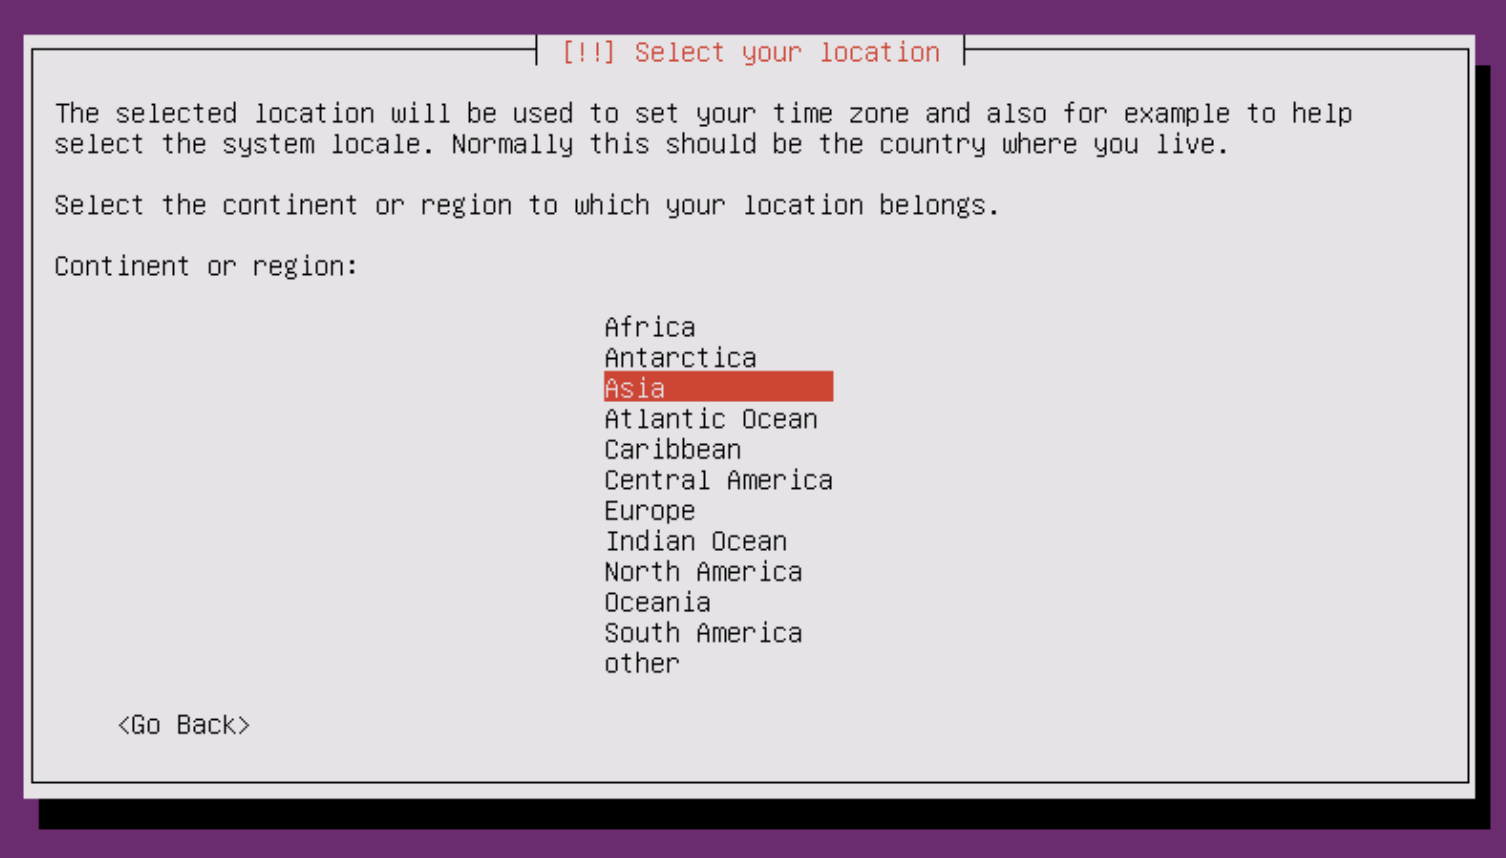 [!!] Select your location
The selected location will be used to set your time zone and also for example to help
select the system locale. Normally this should be the country where you live.
Select the continent or region to which your location belongs.
Continent or region:
Africa
Antarctica
Asia
Atlantic Ocean
Caribbean
Central America
Europe
Indian Ocean
North America
Oceania
South America
other
<Go Back>